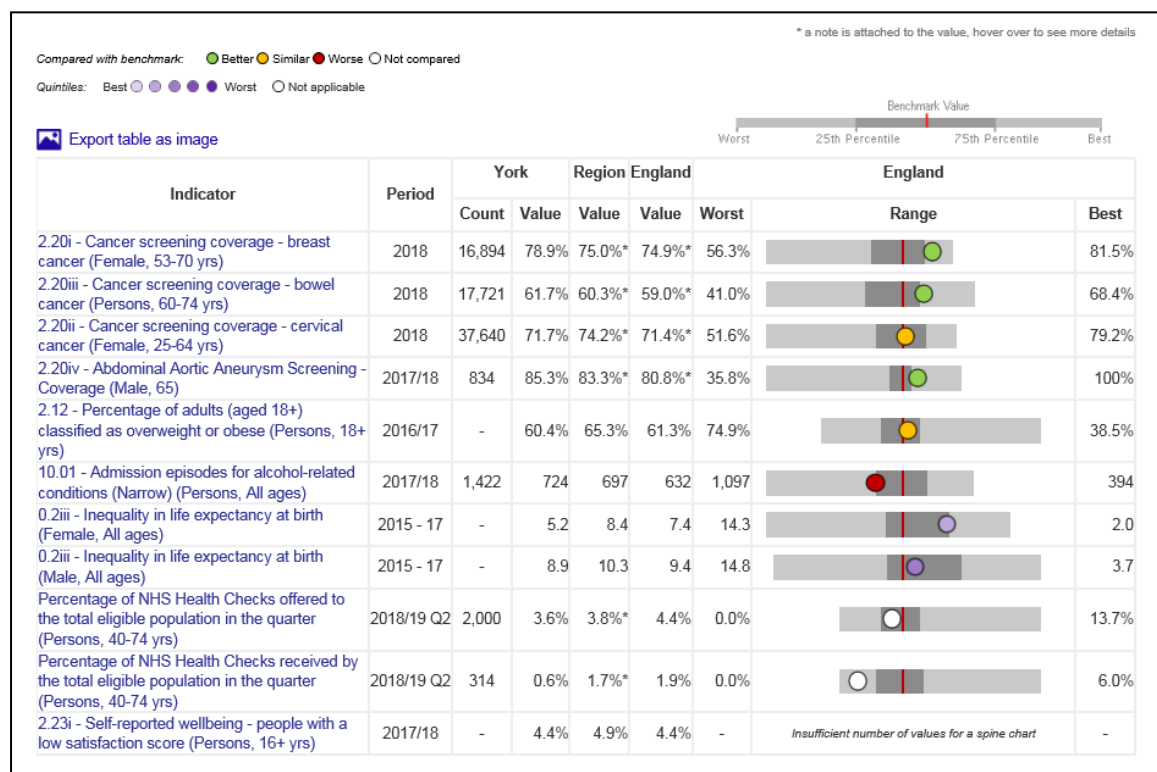 * a note is attached to the value, hover over to see more details
Compared with benchmark: Better Similar Worse Not compared
Quintiles: Best Worst Not applicable
Benchmark Value
Worst 25th Percentile 75th Percentile Best
Export table as image
Indicator Period York Region England England
Count Value Value Value Worst Range Best
2.20i - Cancer screening coverage - breast
cancer (Female, 53-70 yrs) 2018 16,894 78.9% 75.0%* 74.9%* 56.3% 81.5%
2.20iii - Cancer screening coverage - bowel
cancer (Persons, 60-74 yrs) 2018 17,721 61.7% 60.3%* 59.0%* 41.0% 68.4%
2.20ii - Cancer screening coverage - cervical
cancer (Female, 25-64 yrs) 2018 37,640 71.7% 74.2%* 71.4%* 51.6% 79.2%
2.20iv - Abdominal Aortic Aneurysm Screening -
Coverage (Male, 65) 2017/18 834 85.3% 83.3%* 80.8%* 35.8% 100%
2.12 - Percentage of adults (aged 18+)
classified as overweight or obese (Persons, 18+ 2016/17 - 60.4% 65.3% 61.3% 74.9% 38.5%
yrs)
10.01 - Admission episodes for alcohol-related
conditions (Narrow) (Persons, All ages) 2017/18 1,422 724 697 632 1,097 394
0.2iii - Inequality in life expectancy at birth
(Female, All ages) 2015 - 17 - 5.2 8.4 7.4 14.3 2.0
0.2iii - Inequality in life expectancy at birth
(Male, All ages) 2015 - 17 - 8.9 10.3 9.4 14.8 3.7
Percentage of NHS Health Checks offered to
the total eligible population in the quarter 2018/19 Q2 2,000 3.6% 3.8%* 4.4% 0.0% 13.7%
(Persons, 40-74 yrs)
Percentage of NHS Health Checks received by
the total eligible population in the quarter 2018/19 Q2 314 0.6% 1.7%* 1.9% 0.0% 6.0%
(Persons, 40-74 yrs)
2.23i - Self-reported wellbeing - people with a
low satisfaction score (Persons, 16+ yrs) 2017/18 - 4.4% 4.9% 4.4% - Insufficient number of values for a spine chart -